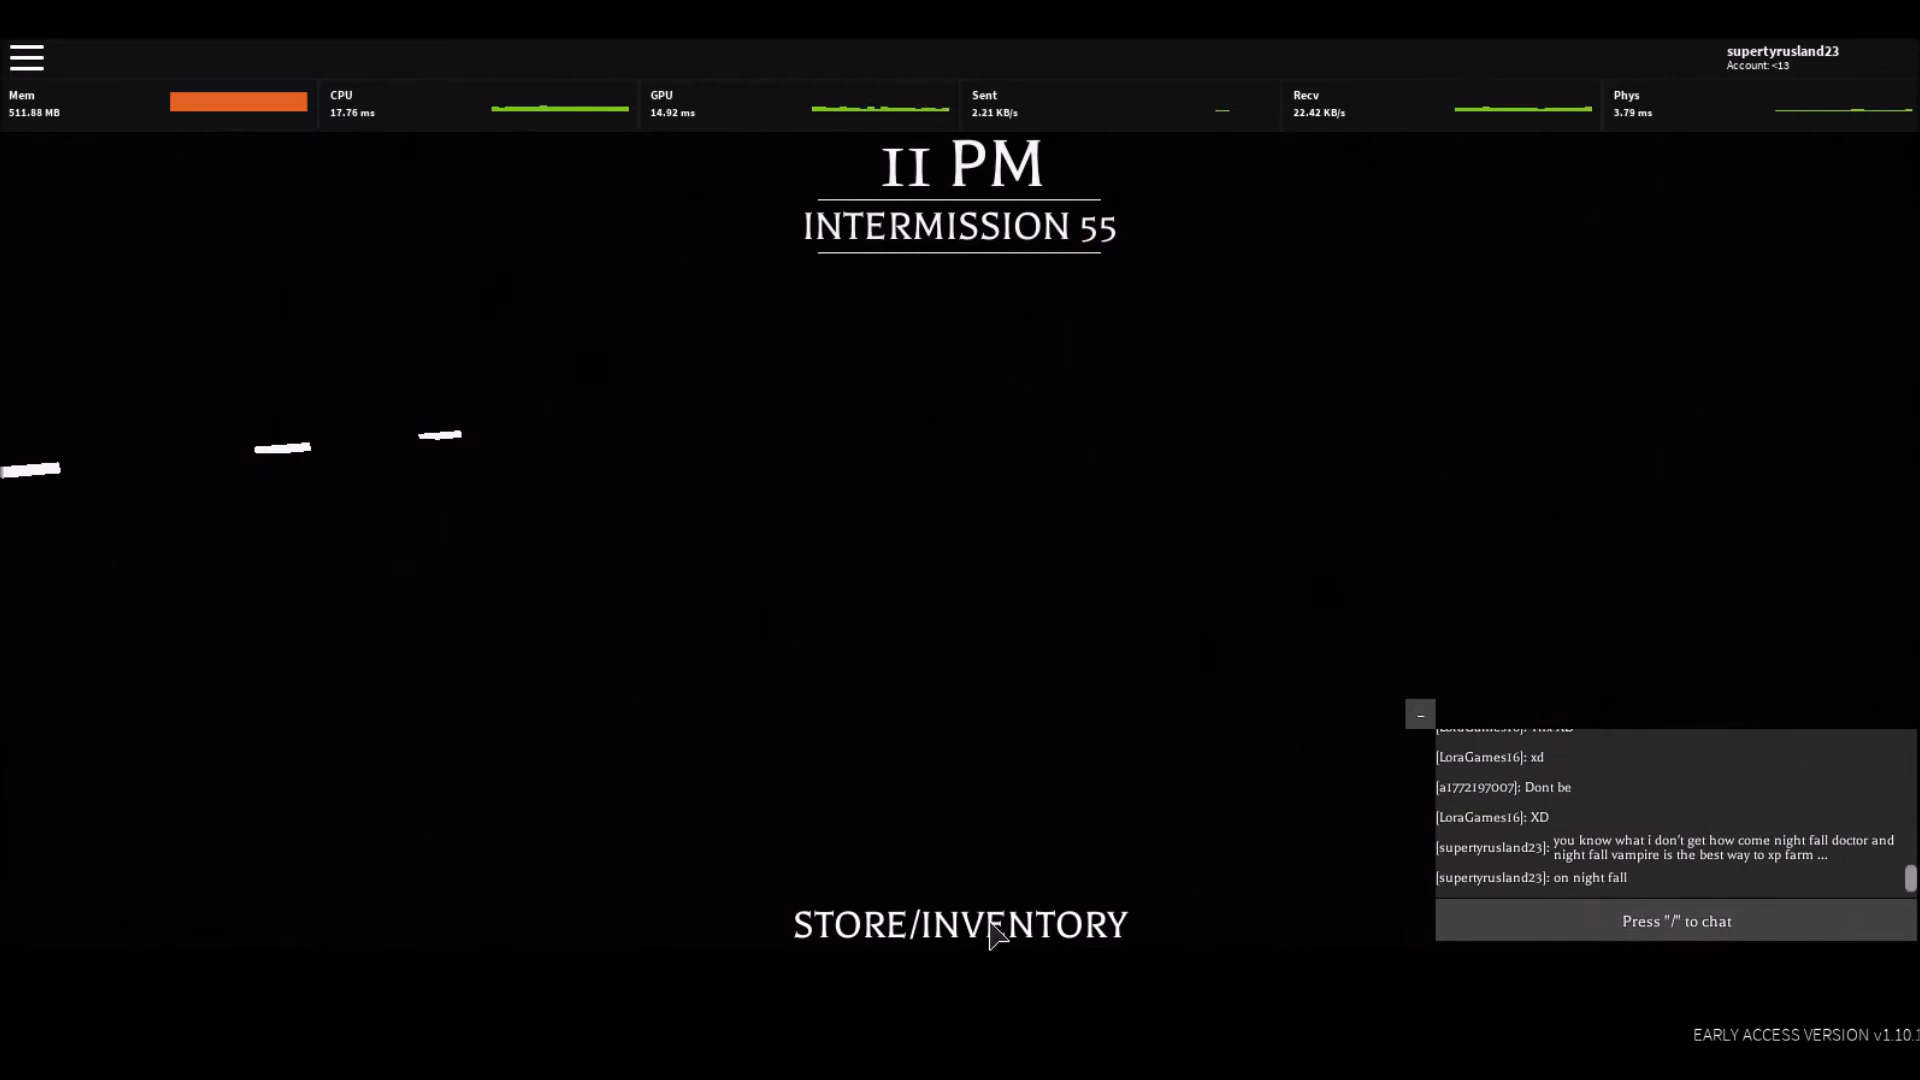 supertyrusland23
Account: <13
Mem
511.88 MB
CPU
17.76 ms
GPU
14.92 ms
Sent
2.21 KB/s
Recv
22.42 KB/s
Phys
3.79 ms
11 PM
INTERMISSION 55
-
[LoraGames16]: xd
[a1772197007]: Dont be
[LoraGames16]: XD
[supertyrusland23]: you know what i don't get how come night fall doctor and
night fall vampire is the best way to xp farm ...
[supertyrusland23]: on night fall
Press "/" to chat
STORE/INVENTORY
EARLY ACCESS VERSION v1.10.1